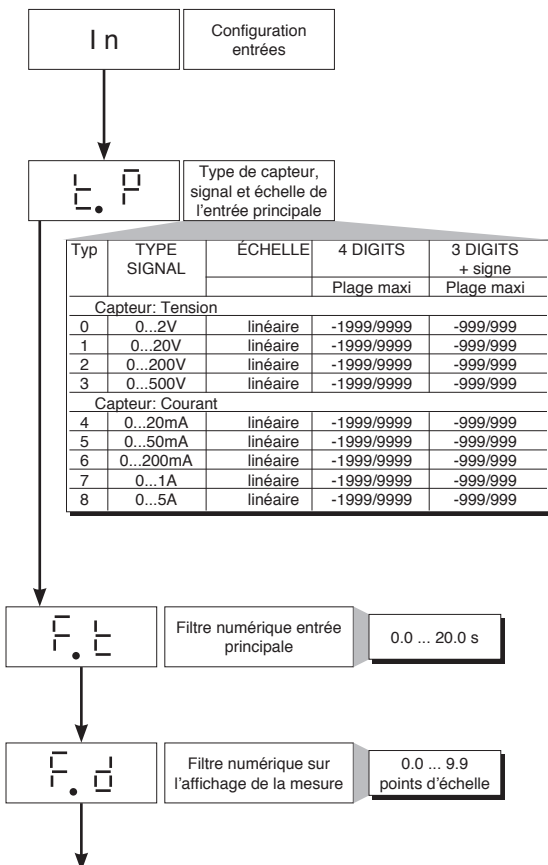 In
Configuration
entrées
t.P
Type de capteur,
signal et échelle de
l'entrée principale
Typ TYPE SIGNAL ÉCHELLE 4 DIGITS 3 DIGITS + signe
Plage maxi Plage maxi
Capteur: Tension
0 0...2V linéaire -1999/9999 -999/999
1 0...20V linéaire -1999/9999 -999/999
2 0...200V linéaire -1999/9999 -999/999
3 0...500V linéaire -1999/9999 -999/999
Capteur: Courant
4 0...20mA linéaire -1999/9999 -999/999
5 0...50mA linéaire -1999/9999 -999/999
6 0...200mA linéaire -1999/9999 -999/999
7 0...1A linéaire -1999/9999 -999/999
8 0...5A linéaire -1999/9999 -999/999
F.t
Filtre numérique entrée
principale
0.0 ... 20.0 s
F.d
Filtre numérique sur
l'affichage de la mesure
0.0 ... 9.9
points d'échelle